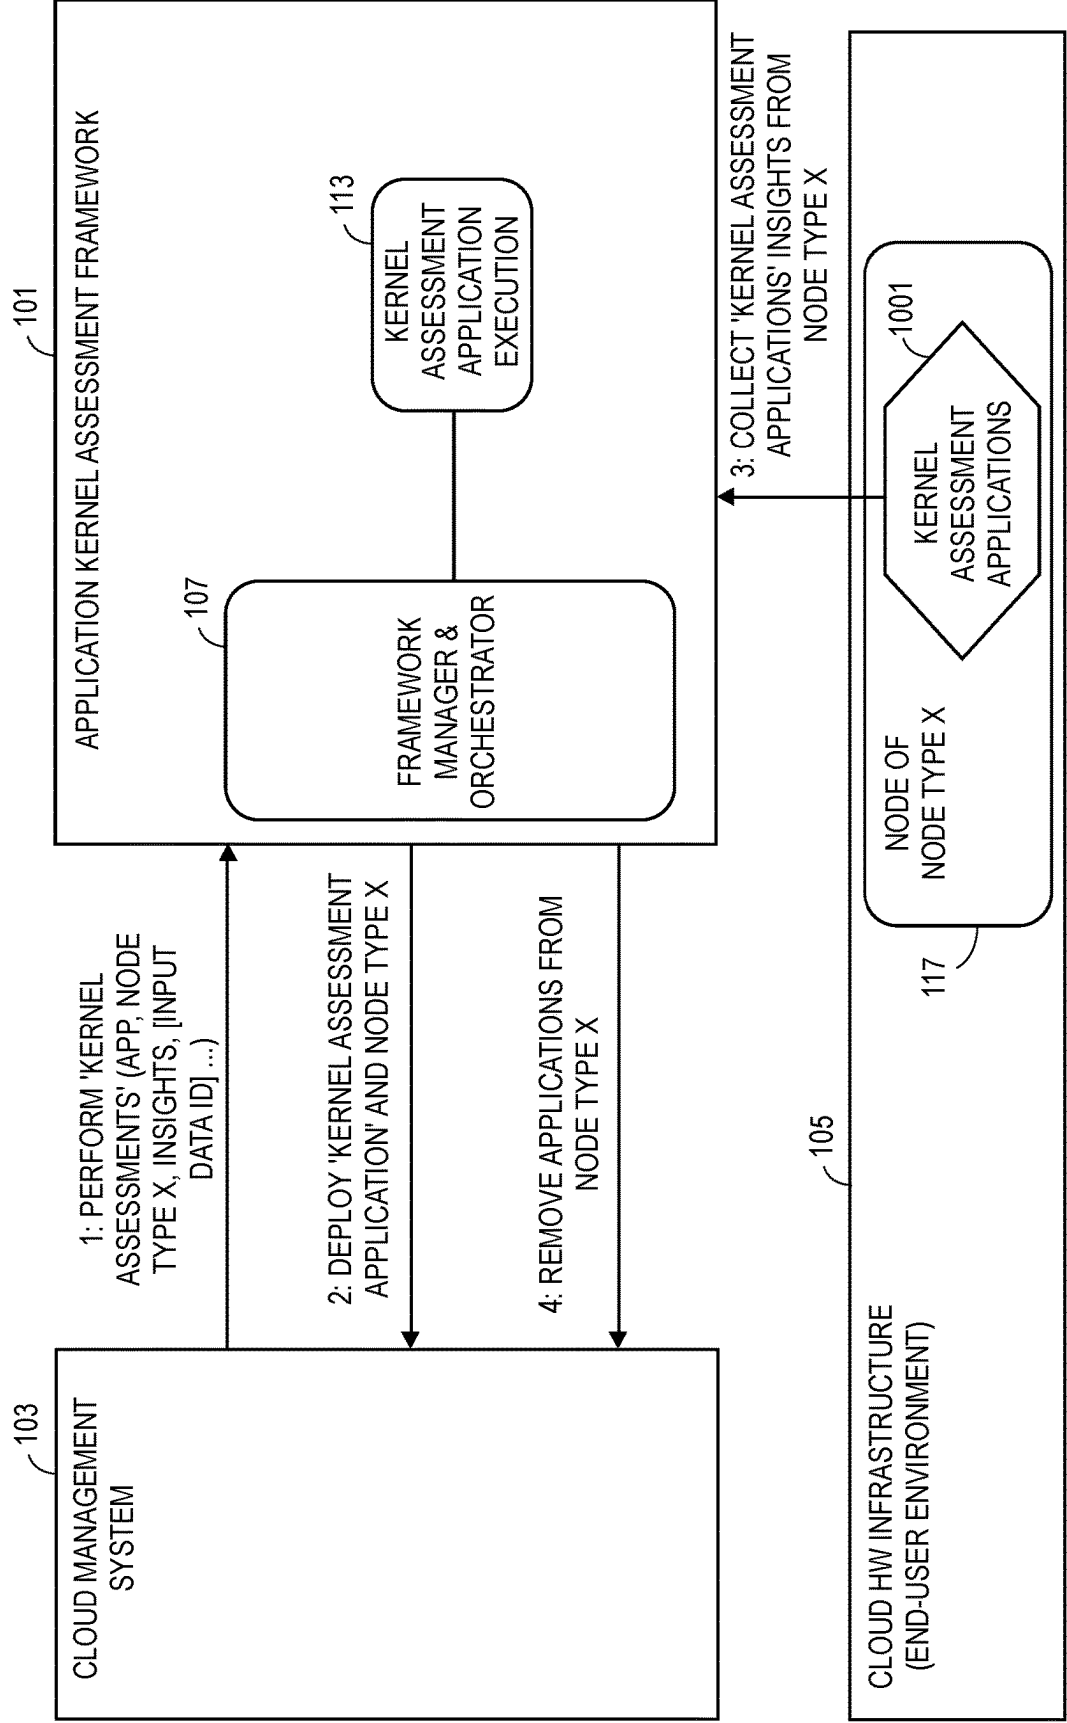 103
CLOUD MANAGEMENT
SYSTEM
1: PERFORM 'KERNEL
ASSESSMENTS' (APP, NODE
TYPE X, INSIGHTS, [INPUT
DATA ID] ...)
2: DEPLOY 'KERNEL ASSESSMENT
APPLICATION' AND NODE TYPE X
4: REMOVE APPLICATIONS FROM
NODE TYPE X
101
APPLICATION KERNEL ASSESSMENT FRAMEWORK
107
FRAMEWORK
MANAGER &
ORCHESTRATOR
113
KERNEL
ASSESSMENT
APPLICATION
EXECUTION
3: COLLECT 'KERNEL ASSESSMENT
APPLICATIONS' INSIGHTS FROM
NODE TYPE X
105
CLOUD HW INFRASTRUCTURE
(END-USER ENVIRONMENT)
117
NODE OF
NODE TYPE X
1001
KERNEL
ASSESSMENT
APPLICATIONS